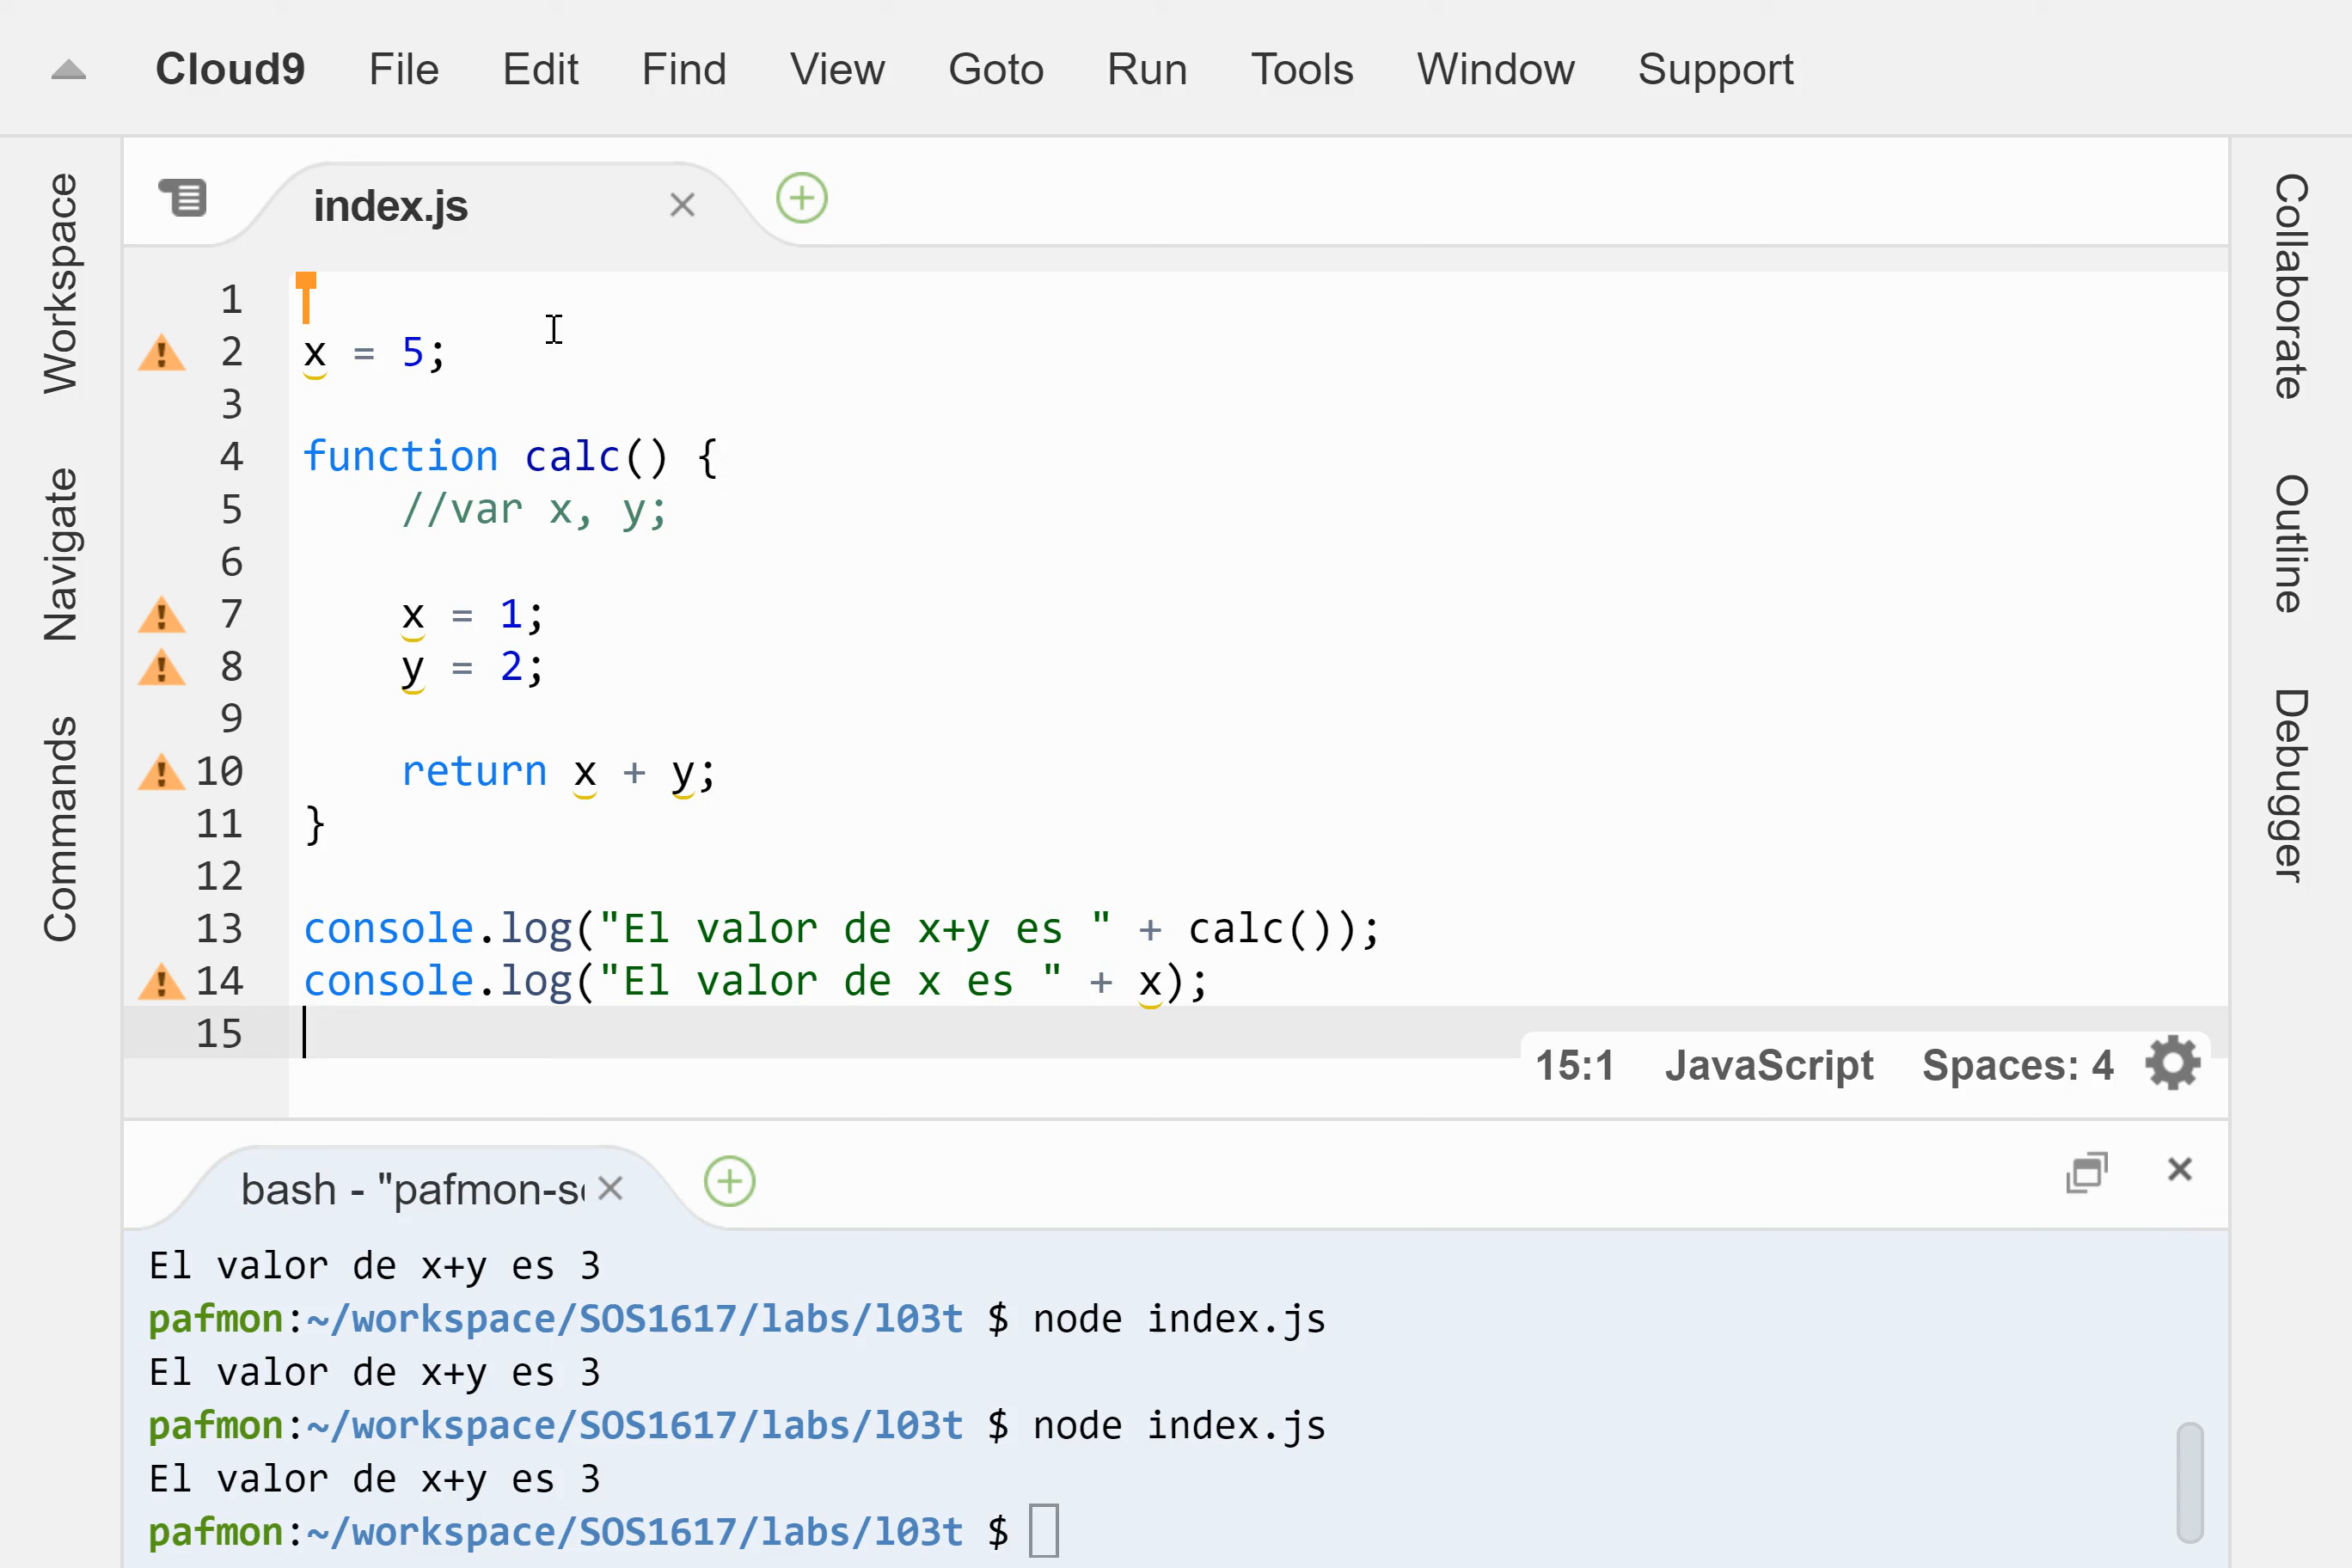 Cloud9 File Edit Find View Goto Run Tools Window Support
Workspace
Navigate
Commands
index.js
1
2 x = 5;
3
4 function calc() {
5 //var x, y;
6
7 x = 1;
8 y = 2;
9
10 return x + y;
11 }
12
13 console.log("El valor de x+y es " + calc());
14 console.log("El valor de x es " + x);
15
15:1 JavaScript Spaces: 4
Collaborate
Outline
Debugger
bash - "pafmon-s
El valor de x+y es 3
pafmon:~/workspace/SOS1617/labs/l03t $ node index.js
El valor de x+y es 3
pafmon:~/workspace/SOS1617/labs/l03t $ node index.js
El valor de x+y es 3
pafmon:~/workspace/SOS1617/labs/l03t $